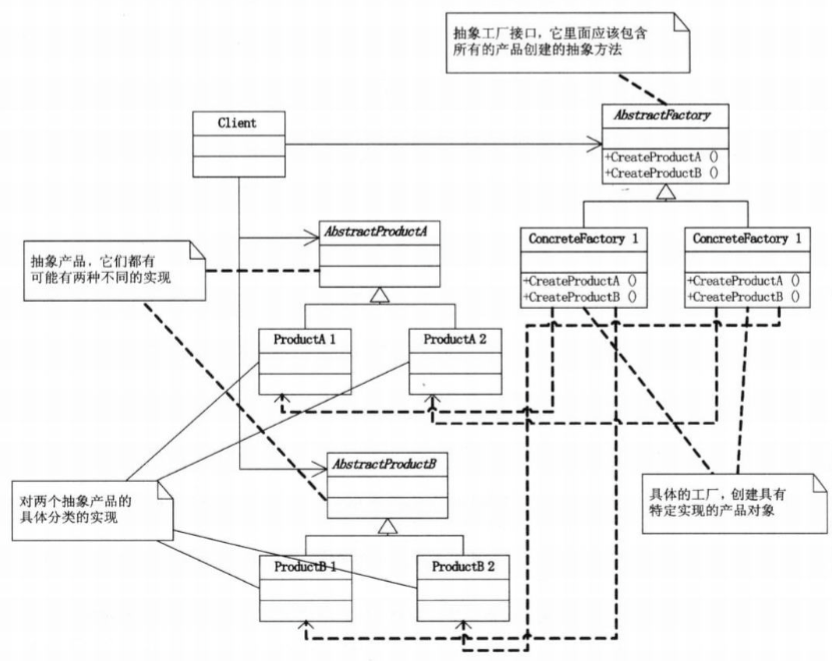 抽象工厂接口，它里面应该包含
所有的产品创建的抽象方法
Client
AbstractFactory
+CreateProductA ()
+CreateProductB ()
AbstractProductA
ConcreteFactory 1
ConcreteFactory 1
抽象产品，它们都有
可能有两种不同的实现
+CreateProductA ()
+CreateProductB ()
+CreateProductA ()
+CreateProductB ()
ProductA 1
ProductA 2
AbstractProductB
对两个抽象产品的
具体分类的实现
具体的工厂，创建具有
特定实现的产品对象
ProductB 1
ProductB 2